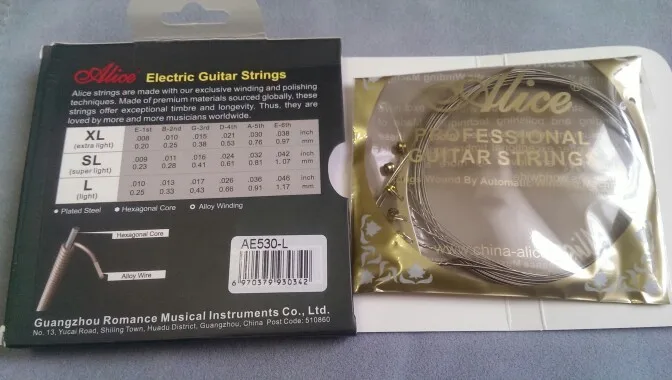 Alice Electric Guitar Strings
Alice strings are made with our exclusive winding and polishing
techniques. Made of premium materials sourced globally, these
strings offer exceptional timbre and longevity. Thus, they are
loved by more and more musicians worldwide.
E-1st B-2nd G-3rd D-4th A-5th E-6th
XL .008 .010 .015 .021 .030 .038 inch
(extra light) 0.20 0.25 0.38 0.53 0.76 0.97 mm
SL .009 .011 .016 .024 .032 .042 inch
(super light) 0.23 0.28 0.41 0.61 0.81 1.07 mm
L .010 .013 .017 .026 .036 .046 inch
(light) 0.25 0.33 0.43 0.66 0.91 1.17 mm
Plated Steel Hexagonal Core Alloy Winding
Hexagonal Core
Alloy Wire
AE530-L
6 970379 930342
Guangzhou Romance Musical Instruments Co., Ltd.
No. 13, Yucai Road, Shiling Town, Huadu District, Guangzhou, China Post Code: 510860
Alice
PROFESSIONAL
GUITAR STRINGS
Wound By Automatic
www.china-alice